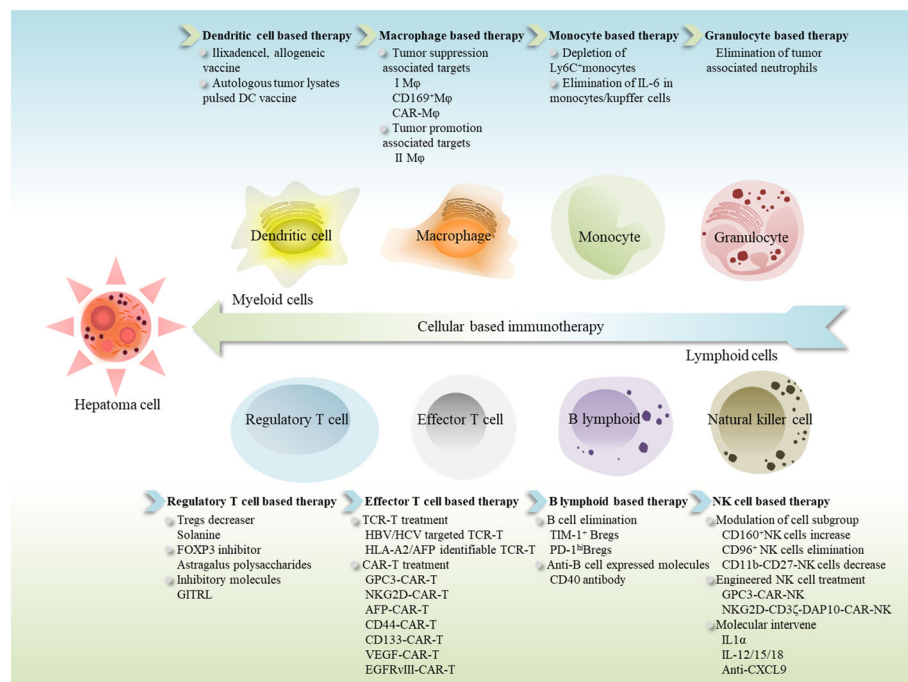 Dendritic cell based therapy
Ilixadencel, allogeneic
vaccine
Autologous tumor lysates
pulsed DC vaccine
Macrophage based therapy
Tumor suppression
associated targets
I Mφ
CD169⁺Mφ
CAR-Mφ
Tumor promotion
associated targets
II Mφ
Monocyte based therapy
Depletion of
Ly6C⁺monocytes
Elimination of IL-6 in
monocytes/kupffer cells
Granulocyte based therapy
Elimination of tumor
associated neutrophils
Dendritic cell
Macrophage
Monocyte
Granulocyte
Myeloid cells
Cellular based immunotherapy
Lymphoid cells
Hepatoma cell
Regulatory T cell
Effector T cell
B lymphoid
Natural killer cell
Regulatory T cell based therapy
Tregs decreaser
Solanine
FOXP3 inhibitor
Astragalus polysaccharides
Inhibitory molecules
GITRL
Effector T cell based therapy
TCR-T treatment
HBV/HCV targeted TCR-T
HLA-A2/AFP identifiable TCR-T
CAR-T treatment
GPC3-CAR-T
NKG2D-CAR-T
AFP-CAR-T
CD44-CAR-T
CD133-CAR-T
VEGF-CAR-T
EGFRvIII-CAR-T
B lymphoid based therapy
B cell elimination
TIM-1⁺ Bregs
PD-1ʰⁱBregs
Anti-B cell expressed molecules
CD40 antibody
NK cell based therapy
Modulation of cell subgroup
CD160⁺NK cells increase
CD96⁺ NK cells elimination
CD11b-CD27-NK cells decrease
Engineered NK cell treatment
GPC3-CAR-NK
NKG2D-CD3ζ-DAP10-CAR-NK
Molecular intervene
IL1α
IL-12/15/18
Anti-CXCL9